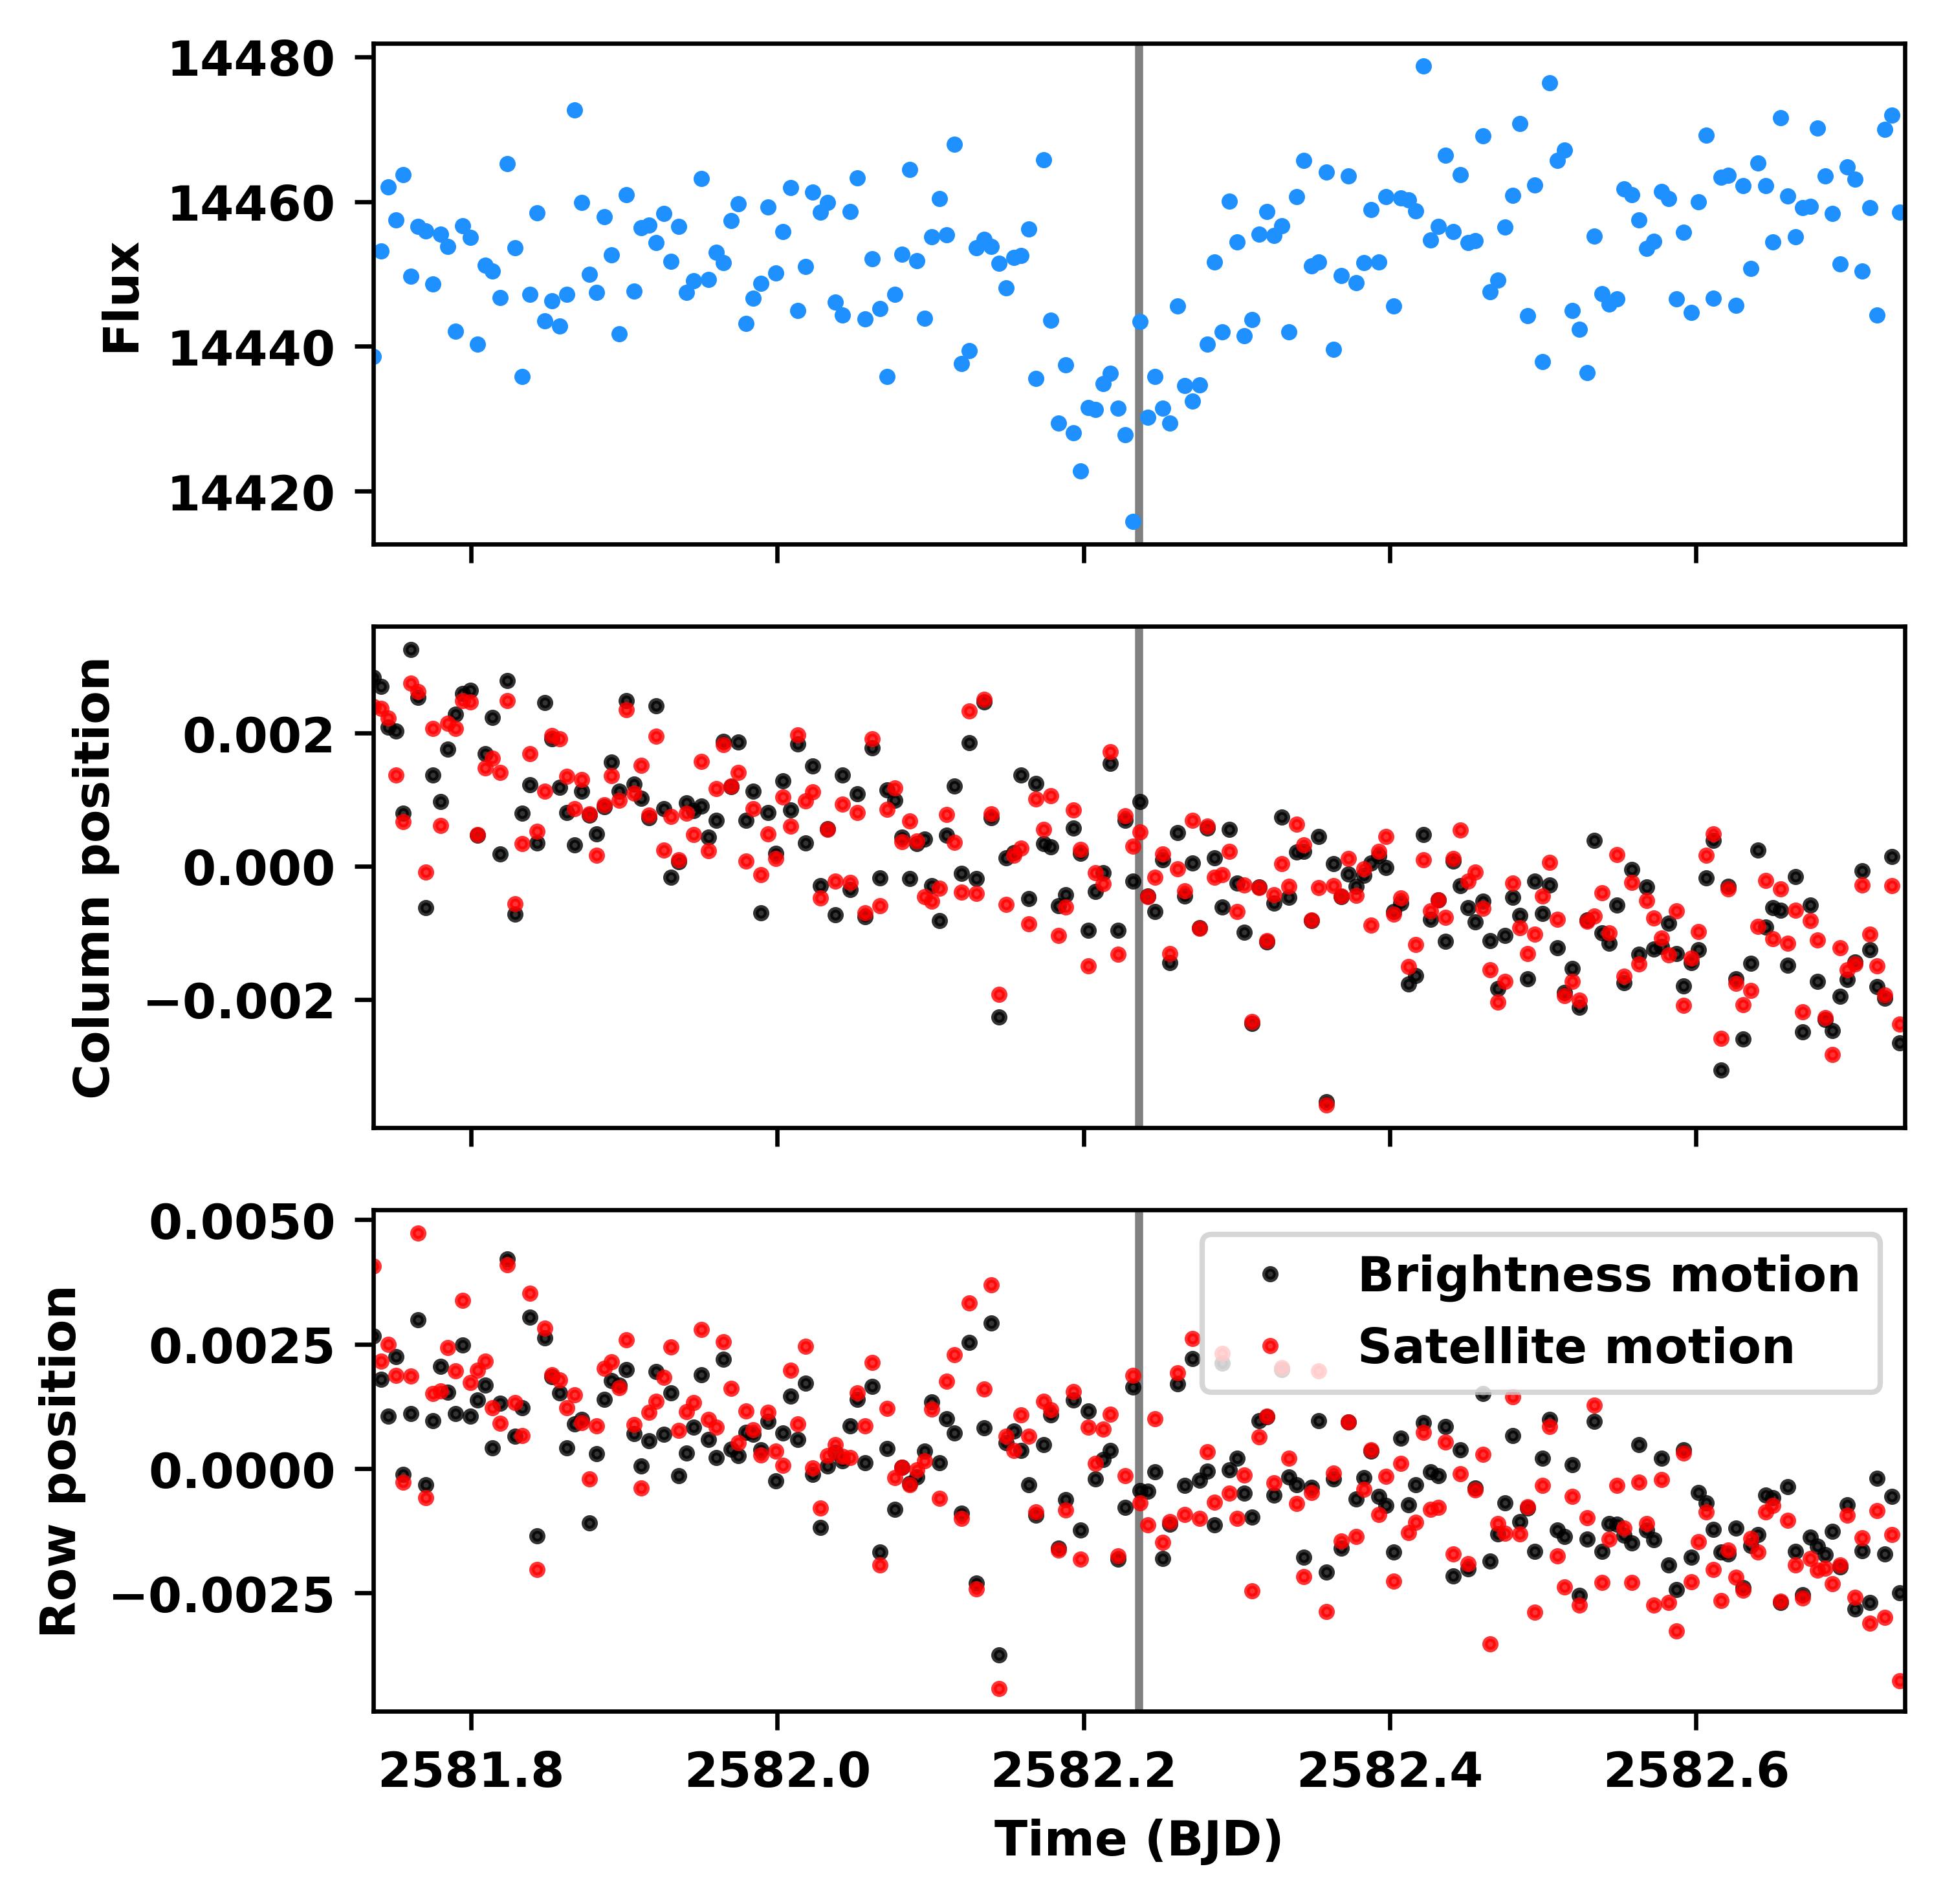 14480
14460
14440
14420
Flux
0.002
0.000
−0.002
Column position
0.0050
0.0025
0.0000
−0.0025
Row position
Brightness motion
Satellite motion
2581.8 2582.0 2582.2 2582.4 2582.6
Time (BJD)